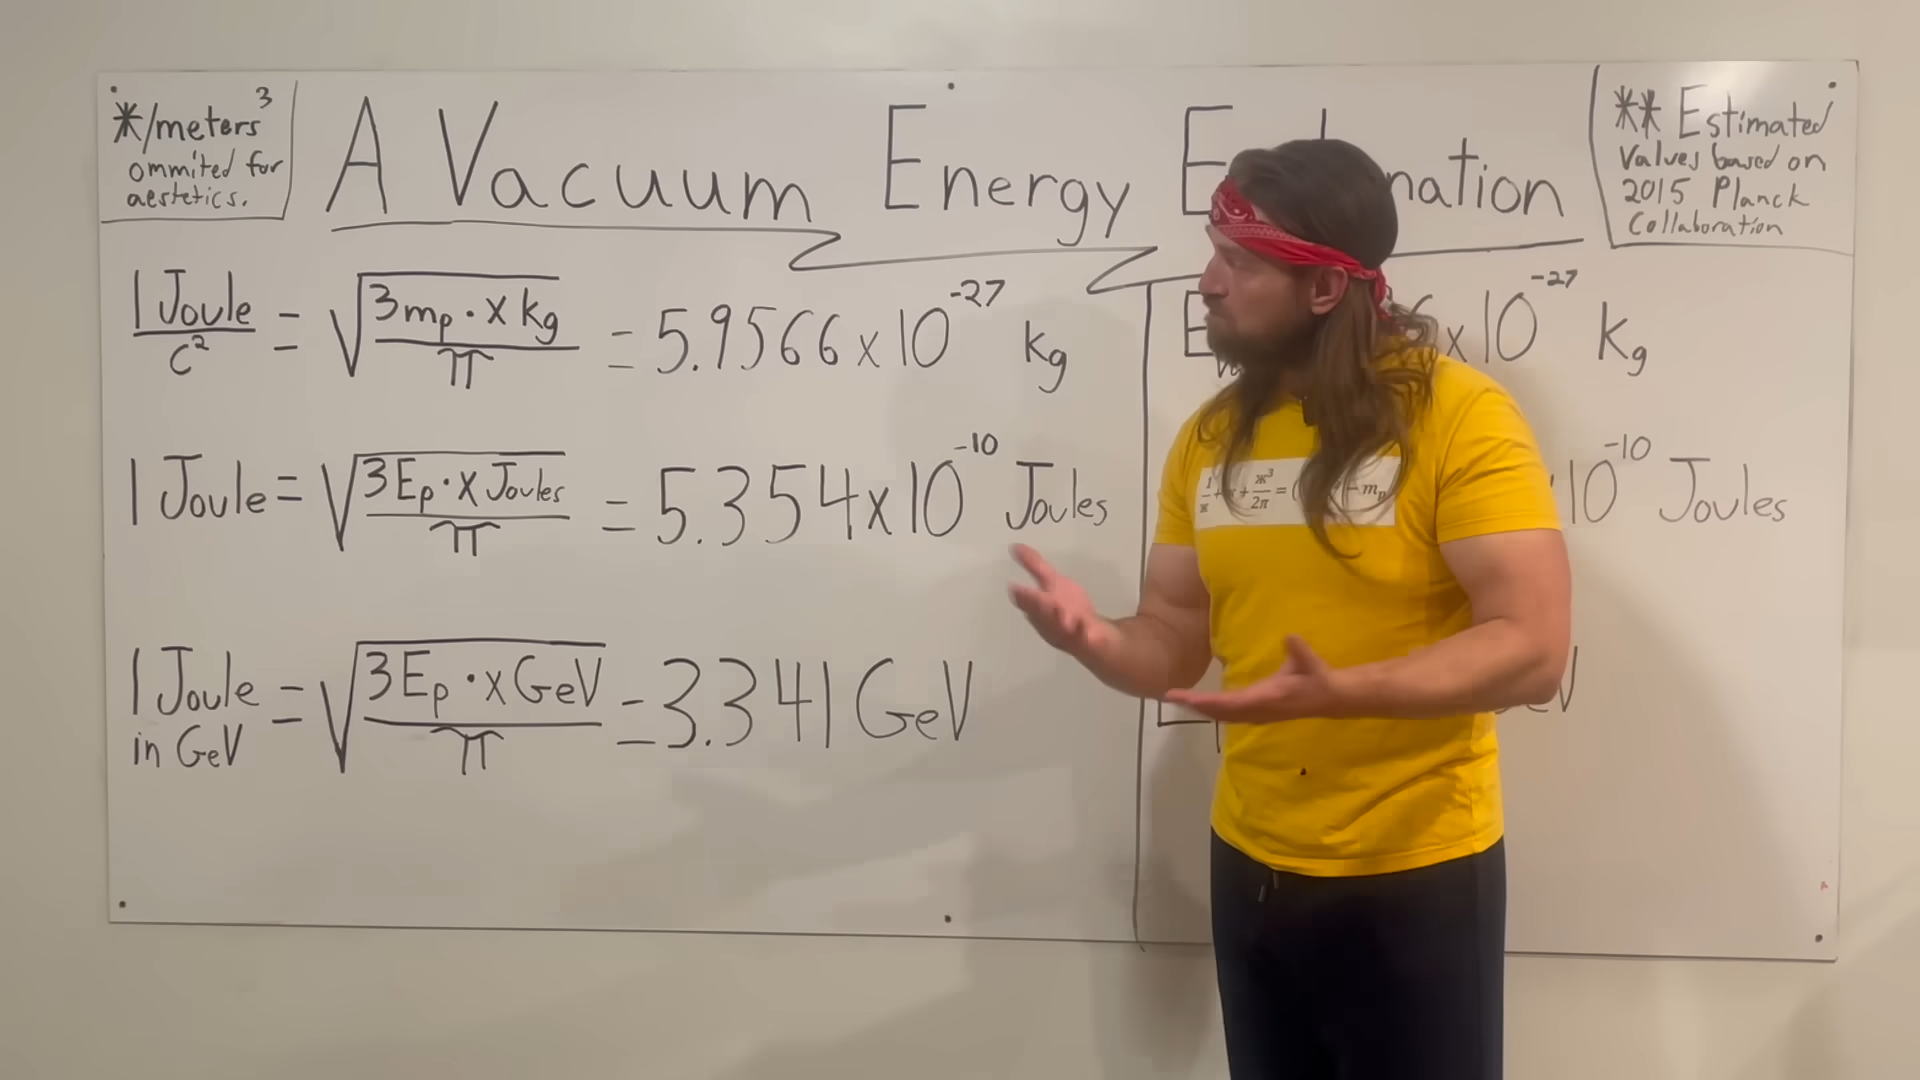 */meters³
ommited for
aestetics.
A Vacuum Energy
** Estimated
Values based on
2015 Planck
Collaboration
1 Joule/c² = √(3mₚ · x kg/π) = 5.9566 x 10⁻²⁷ kg
x 10⁻²⁷ kg
1 Joule = √(3Eₚ · x Joules/π) = 5.354 x 10⁻¹⁰ Joules
10⁻¹⁰ Joules
1 Joule in GeV = √(3Eₚ · x GeV/π) = 3.341 GeV